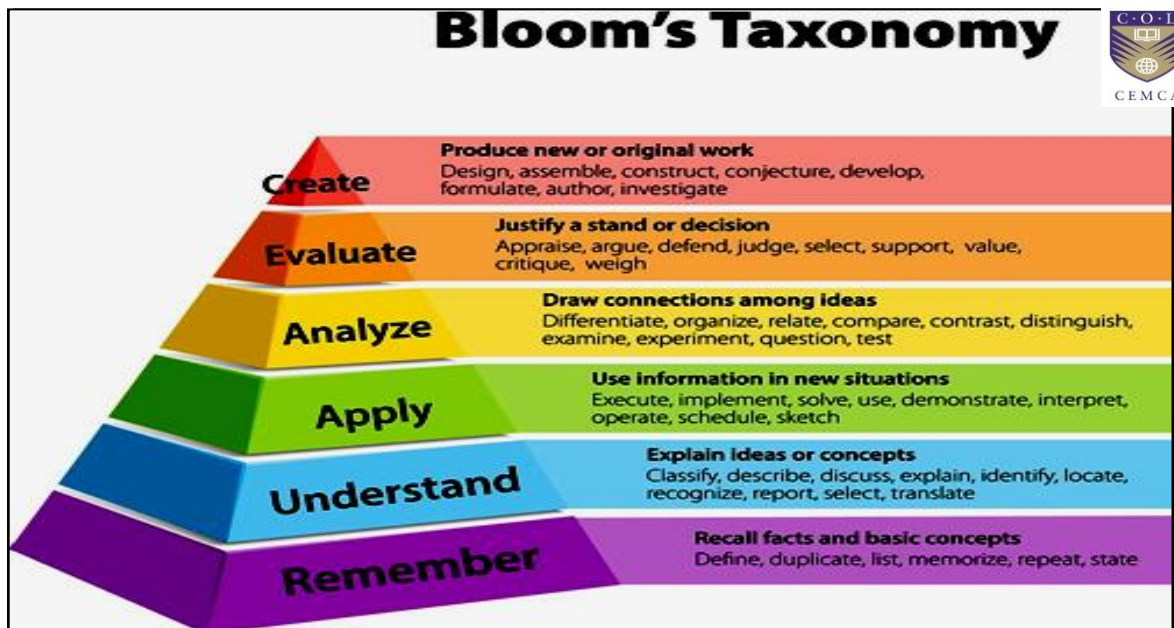 Bloom's Taxonomy
C·O·L
CEMCA
Create
Produce new or original work
Design, assemble, construct, conjecture, develop,
formulate, author, investigate
Evaluate
Justify a stand or decision
Appraise, argue, defend, judge, select, support, value,
critique, weigh
Analyze
Draw connections among ideas
Differentiate, organize, relate, compare, contrast, distinguish,
examine, experiment, question, test
Apply
Use information in new situations
Execute, implement, solve, use, demonstrate, interpret,
operate, schedule, sketch
Understand
Explain ideas or concepts
Classify, describe, discuss, explain, identify, locate,
recognize, report, select, translate
Remember
Recall facts and basic concepts
Define, duplicate, list, memorize, repeat, state